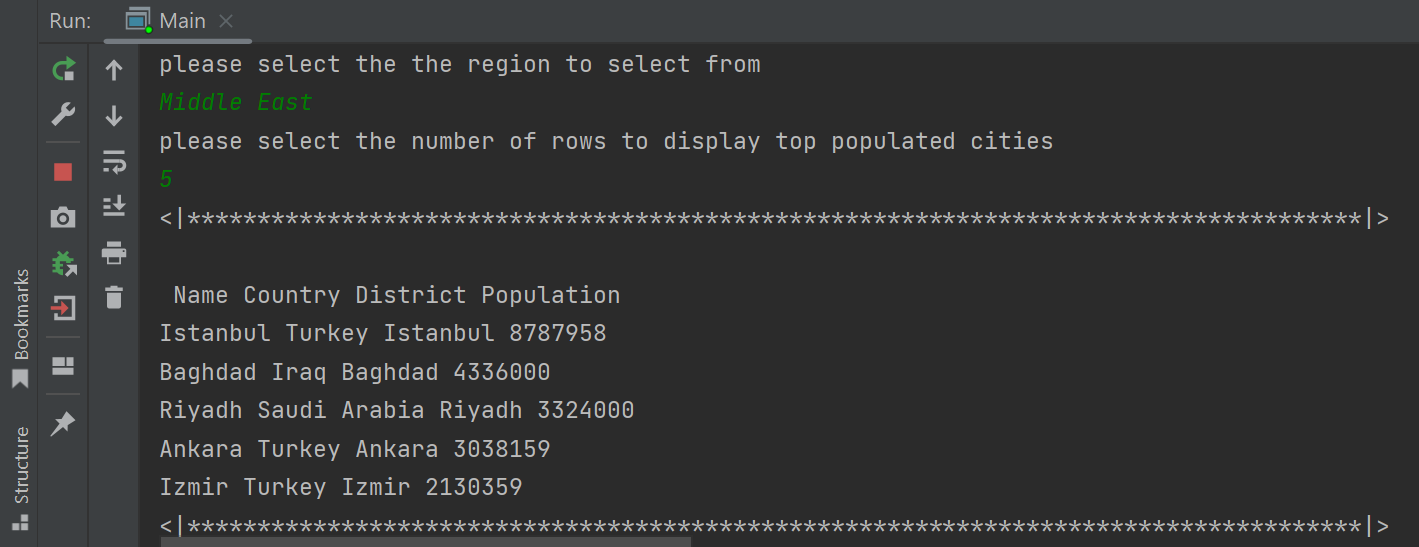 Run: Main
please select the the region to select from
Middle East
please select the number of rows to display top populated cities
5
<|************************************************************************************|>
Name Country District Population
Istanbul Turkey Istanbul 8787958
Baghdad Iraq Baghdad 4336000
Riyadh Saudi Arabia Riyadh 3324000
Ankara Turkey Ankara 3038159
Izmir Turkey Izmir 2130359
<|************************************************************************************|>
Bookmarks
Structure